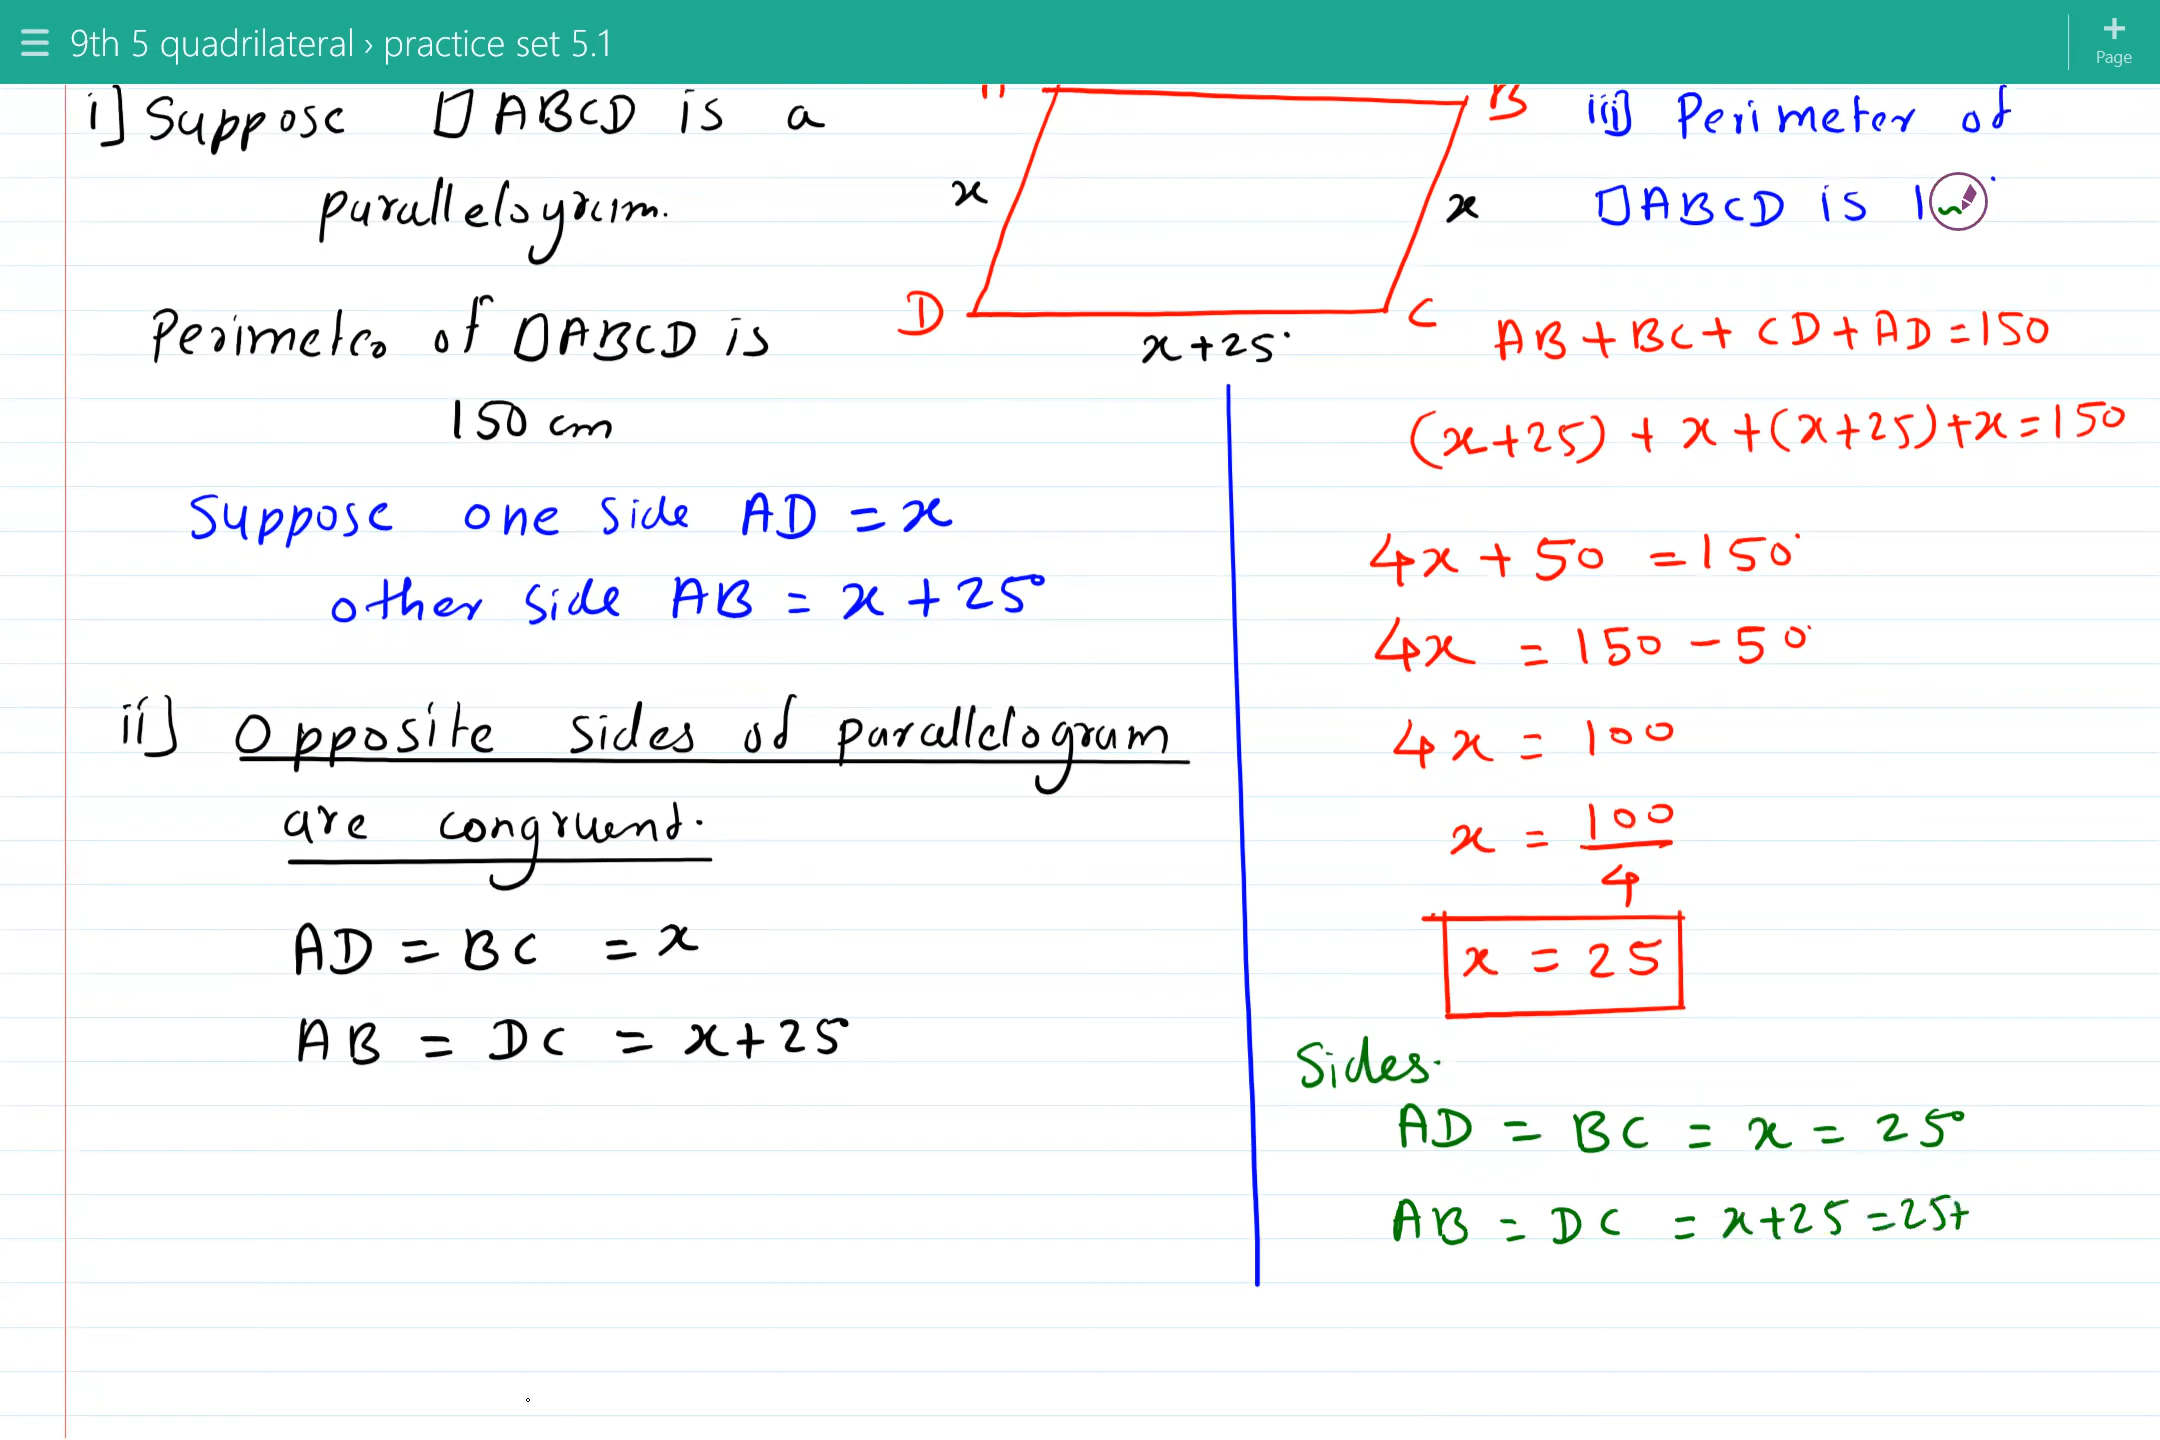 9th 5 quadrilateral › practice set 5.1
Page
i] Suppose □ ABCD is a
parallelogram.
Perimeter of □ABCD is
150 cm
Suppose one side AD = x
other side AB = x + 25
ii] Opposite sides of parallelogram
are congruent.
AD = BC = x
AB = DC = x+25
B
x
x
D
C
x+25
iii] Perimeter of
□ABCD is
AB + BC + CD + AD = 150
(x+25) + x + (x+25) + x = 150
4x + 50 = 150
4x = 150 - 50
4x = 100
x = 100/4
x = 25
Sides.
AD = BC = x = 25
AB = DC = x+25 = 25+